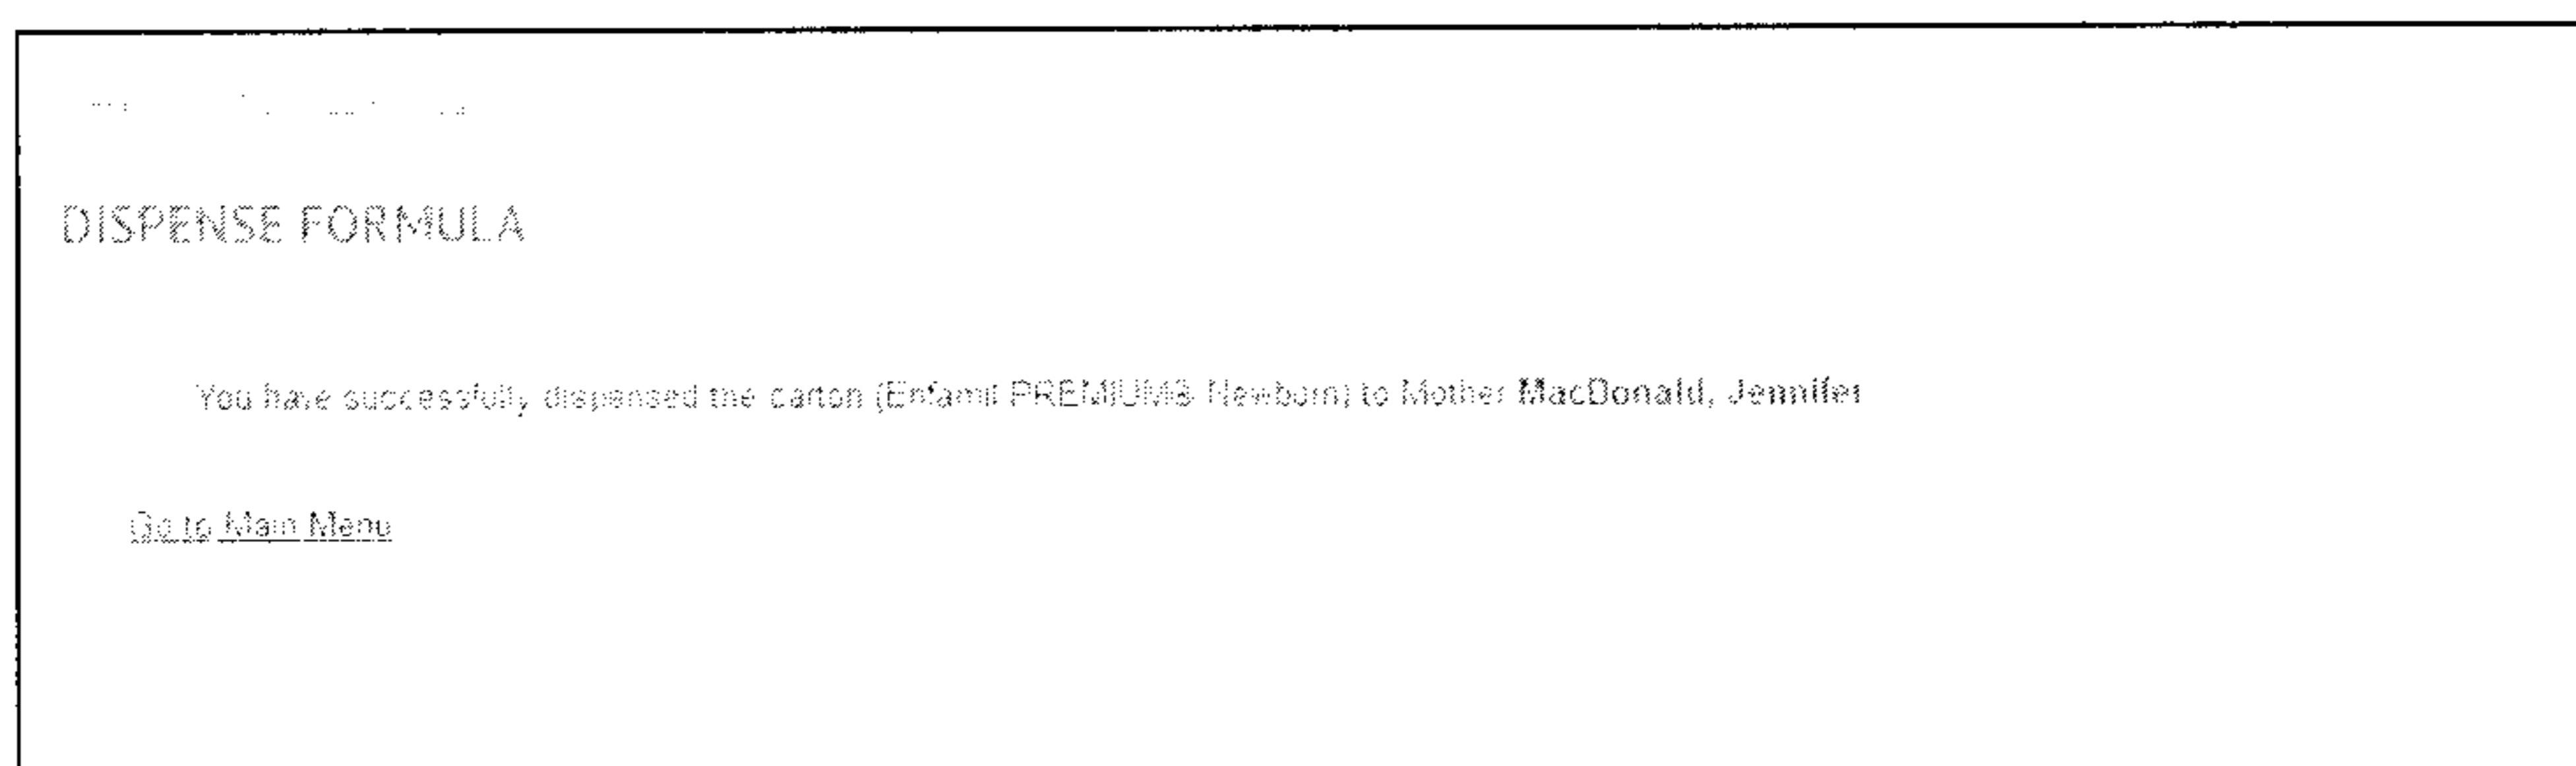 DISPENSE FORMULA
You have successfully dispensed the carton (Enfamil PREMIUM® Newborn) to Mother MacDonald, Jennifer
Go to Main Menu